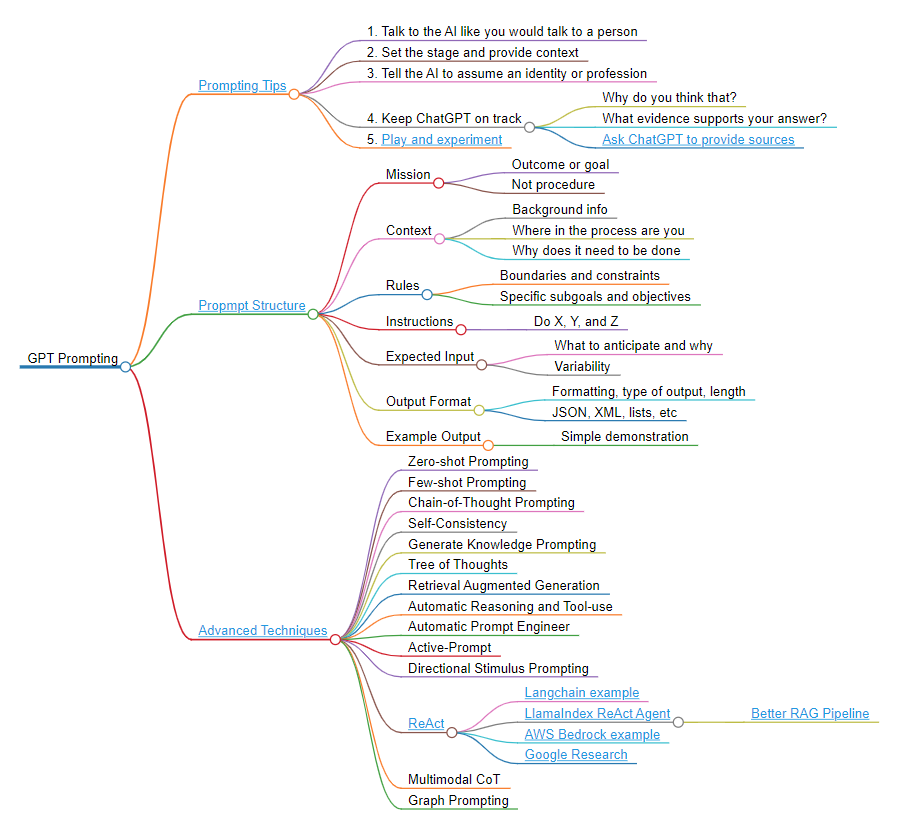 GPT Prompting
Prompting Tips
1. Talk to the AI like you would talk to a person
2. Set the stage and provide context
3. Tell the AI to assume an identity or profession
4. Keep ChatGPT on track
Why do you think that?
What evidence supports your answer?
Ask ChatGPT to provide sources
5. Play and experiment
Propmpt Structure
Mission
Outcome or goal
Not procedure
Context
Background info
Where in the process are you
Why does it need to be done
Rules
Boundaries and constraints
Specific subgoals and objectives
Instructions
Do X, Y, and Z
Expected Input
What to anticipate and why
Variability
Output Format
Formatting, type of output, length
JSON, XML, lists, etc
Example Output
Simple demonstration
Advanced Techniques
Zero-shot Prompting
Few-shot Prompting
Chain-of-Thought Prompting
Self-Consistency
Generate Knowledge Prompting
Tree of Thoughts
Retrieval Augmented Generation
Automatic Reasoning and Tool-use
Automatic Prompt Engineer
Active-Prompt
Directional Stimulus Prompting
ReAct
Langchain example
LlamaIndex ReAct Agent
Better RAG Pipeline
AWS Bedrock example
Google Research
Multimodal CoT
Graph Prompting